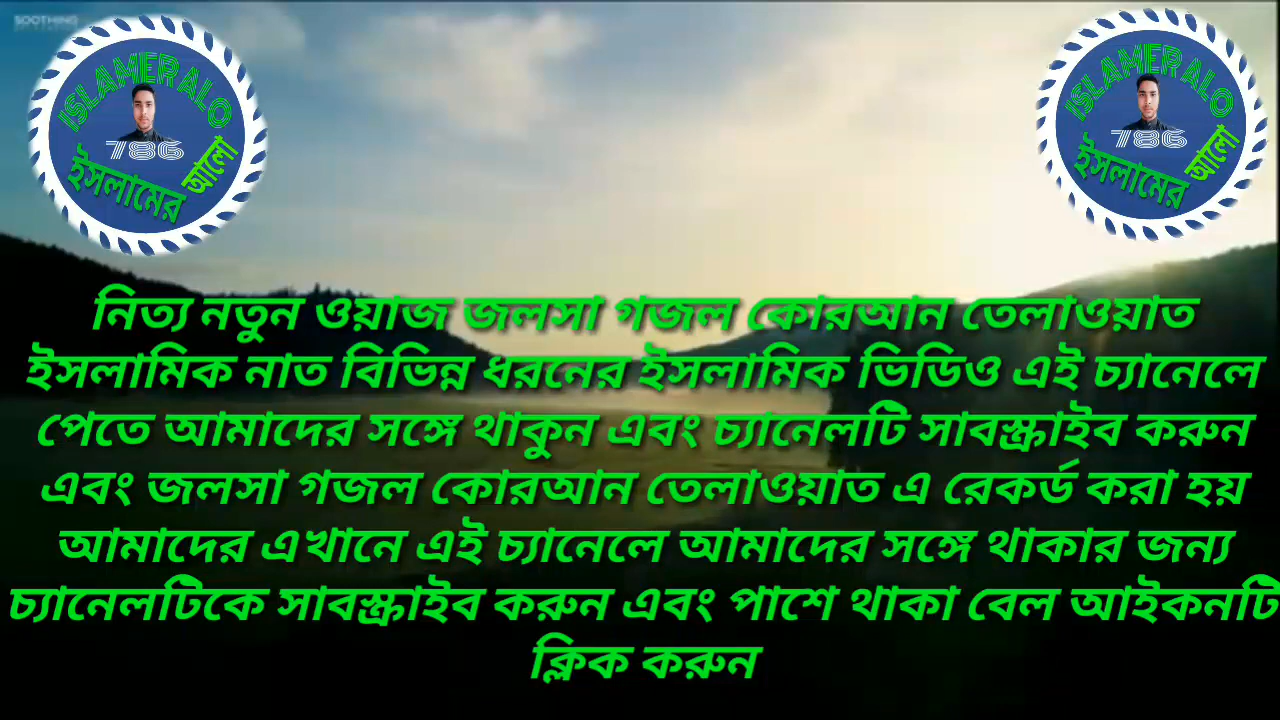 SOOTHING
ISLAMERALO
786
ইসলামের আলো
ISLAMERALO
786
ইসলামের আলো
নিত্য নতুন ওয়াজ জলসা গজল কোরআন তেলাওয়াত
ইসলামিক নাত বিভিন্ন ধরনের ইসলামিক ভিডিও এই চ্যানেলে
পেতে আমাদের সঙ্গে থাকুন এবং চ্যানেলটি সাবস্ক্রাইব করুন
এবং জলসা গজল কোরআন তেলাওয়াত এ রেকর্ড করা হয়
আমাদের এখানে এই চ্যানেলে আমাদের সঙ্গে থাকার জন্য
চ্যানেলটিকে সাবস্ক্রাইব করুন এবং পাশে থাকা বেল আইকনটি
ক্লিক করুন